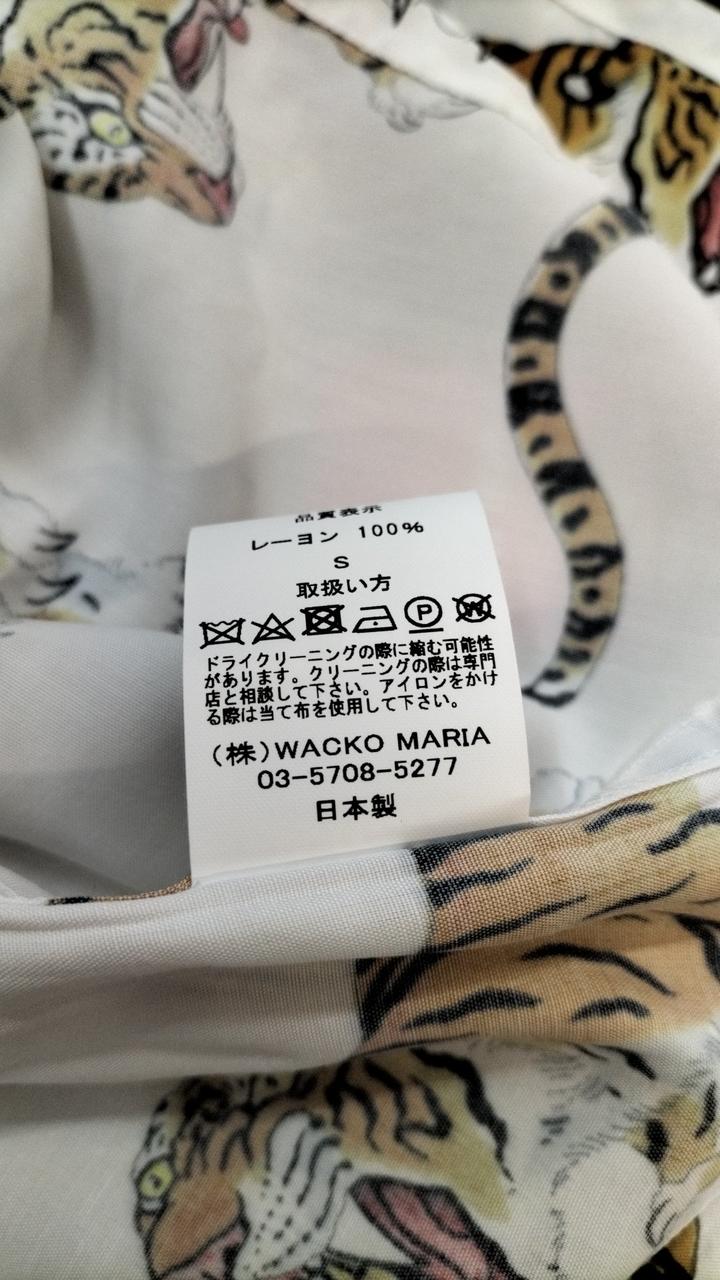 品質表示
レーヨン 100%
S
取扱い方
P W
ドライクリーニングの際に縮む可能性
があります。クリーニングの際は専門
店と相談して下さい。アイロンをかけ
る際は当て布を使用して下さい。
(株)WACKO MARIA
03-5708-5277
日本製